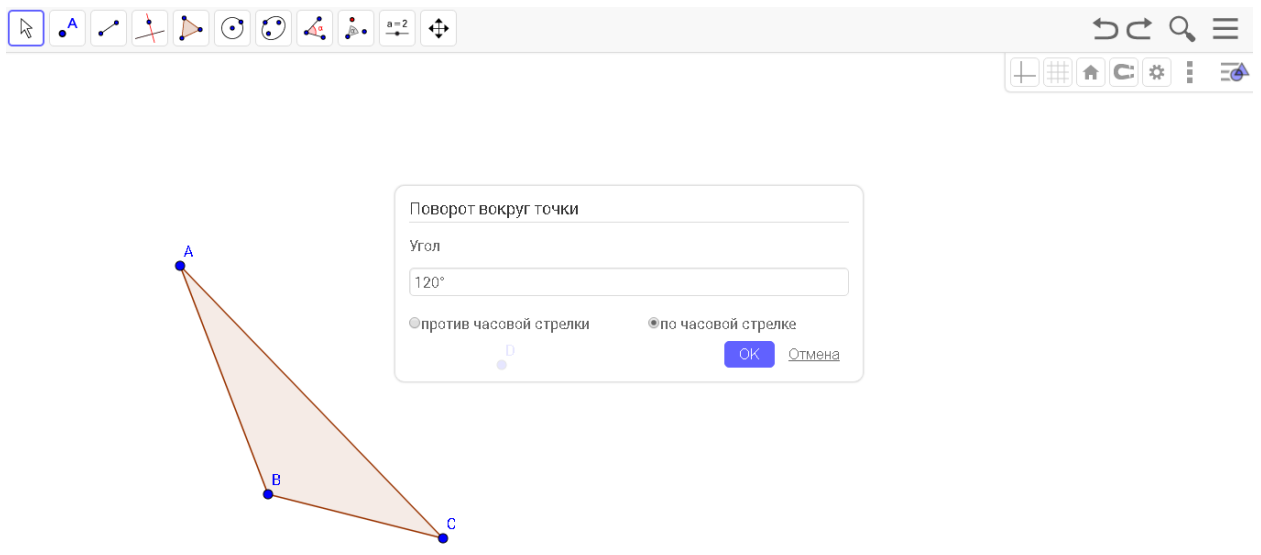 A
α
a=2
Поворот вокруг точки
Угол
A
120°
против часовой стрелки
по часовой стрелке
D
OK
Отмена
B
C